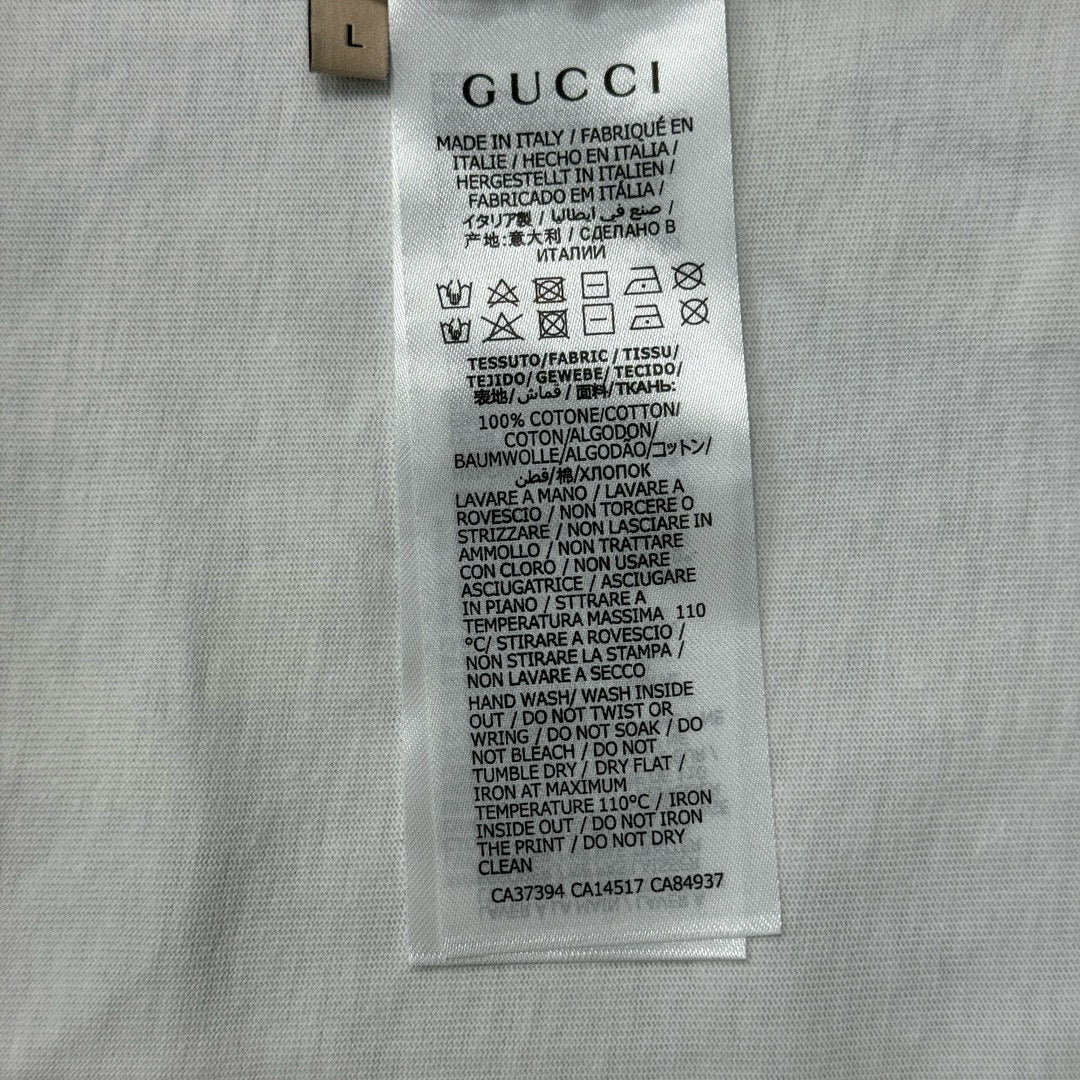 L
GUCCI
MADE IN ITALY / FABRIQUÉ EN
ITALIE / HECHO EN ITALIA /
HERGESTELLT IN ITALIEN /
FABRICADO EM ITÁLIA /
イタリア製 / صنع في ايطاليا /
产地:意大利 / СДЕЛАНО В
ИТАЛИИ
TESSUTO/FABRIC / TISSU/
TEJIDO/ GEWEBE/ TECIDO/
表地/قماش/ 面料/ТКАНЬ:
100% COTONE/COTTON/
COTON/ALGODON/
BAUMWOLLE/ALGODÃO/コットン/
قطن/棉/ХЛОПОК
LAVARE A MANO / LAVARE A
ROVESCIO / NON TORCERE O
STRIZZARE / NON LASCIARE IN
AMMOLLO / NON TRATTARE
CON CLORO / NON USARE
ASCIUGATRICE / ASCIUGARE
IN PIANO / STTRARE A
TEMPERATURA MASSIMA 110
°C/ STIRARE A ROVESCIO /
NON STIRARE LA STAMPA /
NON LAVARE A SECCO
HAND WASH/ WASH INSIDE
OUT / DO NOT TWIST OR
WRING / DO NOT SOAK / DO
NOT BLEACH / DO NOT
TUMBLE DRY / DRY FLAT /
IRON AT MAXIMUM
TEMPERATURE 110°C / IRON
INSIDE OUT / DO NOT IRON
THE PRINT / DO NOT DRY
CLEAN
CA37394 CA14517 CA84937